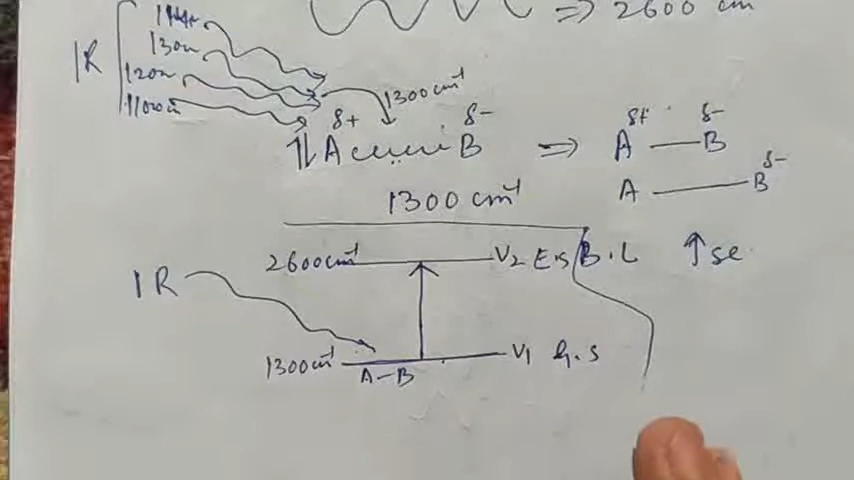 ⇒ 2600 cm
IR
1300
1200
1100
1300 cm⁻¹
δ+ δ-
⇅ A B ⇒ A — B
δ+ δ-
A — B
δ-
1300 cm⁻¹
2600 cm⁻¹ V₂ E.S B.L ↑se
IR
1300 cm⁻¹ V₁ G.S
A-B